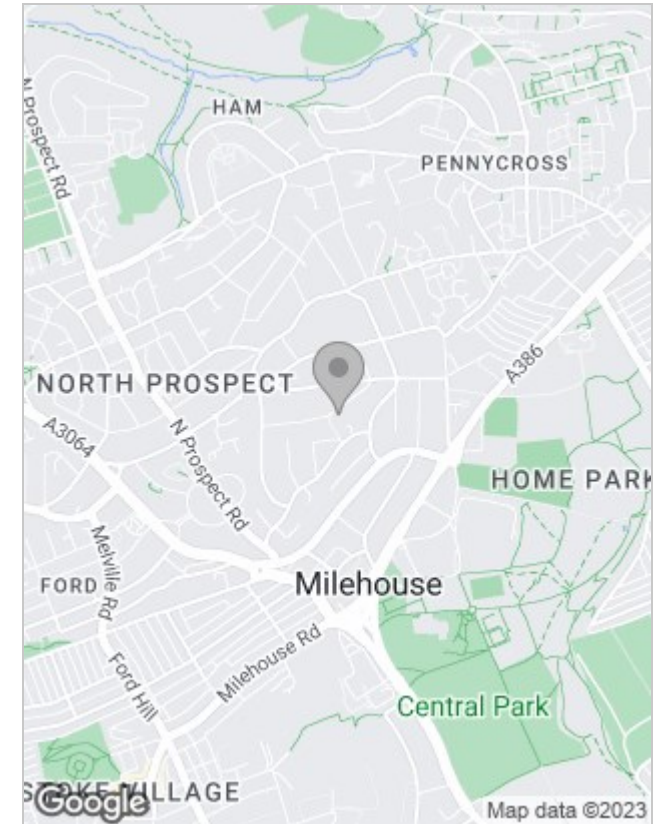 HAM
PENNYCROSS
N Prospect Rd
A386
NORTH PROSPECT
A3064
N Prospect Rd
HOME PARK
Melville Rd
FORD
Milehouse
Milehouse Rd
Ford Hill
Central Park
STOKE VILLAGE
Google
Map data ©2023